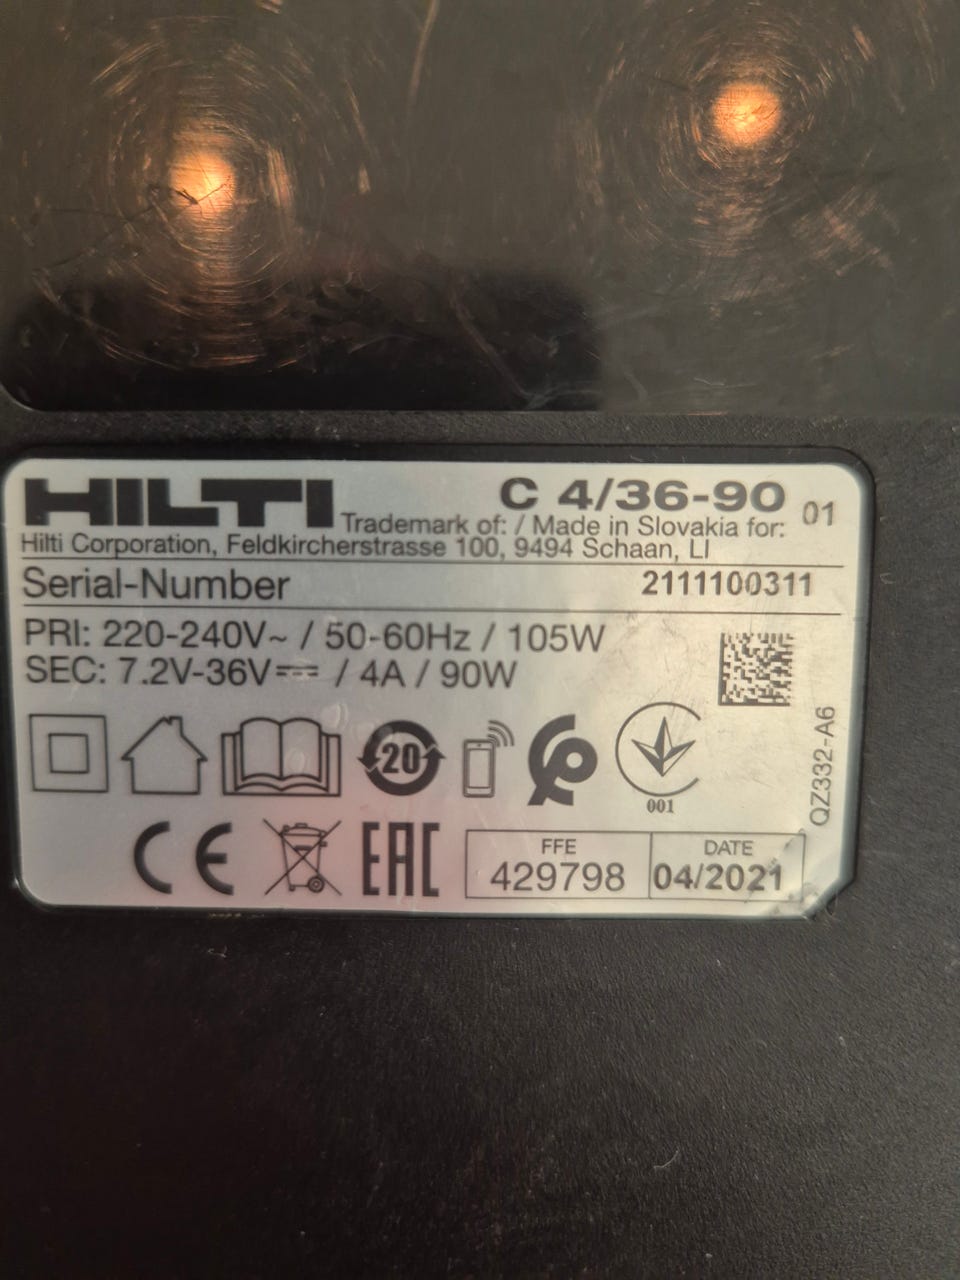 HILTI
C 4/36-90 01
Trademark of: / Made in Slovakia for:
Hilti Corporation, Feldkircherstrasse 100, 9494 Schaan, LI
Serial-Number 2111100311
PRI: 220-240V~ / 50-60Hz / 105W
SEC: 7.2V-36V⎓ / 4A / 90W
20
001
QZ332-A6
CE
EAC
FFE
429798
DATE
04/2021